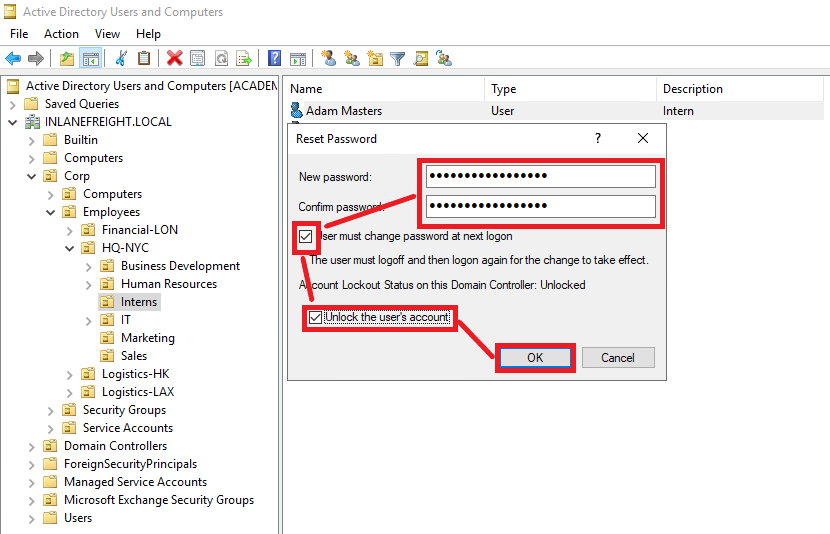 Active Directory Users and Computers
File Action View Help
Active Directory Users and Computers [ACADEM
Saved Queries
INLANEFREIGHT.LOCAL
Builtin
Computers
Corp
Computers
Employees
Financial-LON
HQ-NYC
Business Development
Human Resources
Interns
IT
Marketing
Sales
Logistics-HK
Logistics-LAX
Security Groups
Service Accounts
Domain Controllers
ForeignSecurityPrincipals
Managed Service Accounts
Microsoft Exchange Security Groups
Users
Name Type Description
Adam Masters User Intern
Reset Password ? ×
New password: •••••••••••••••••
Confirm password: •••••••••••••••••
User must change password at next logon
The user must logoff and then logon again for the change to take effect.
Account Lockout Status on this Domain Controller: Unlocked
Unlock the user's account
OK Cancel